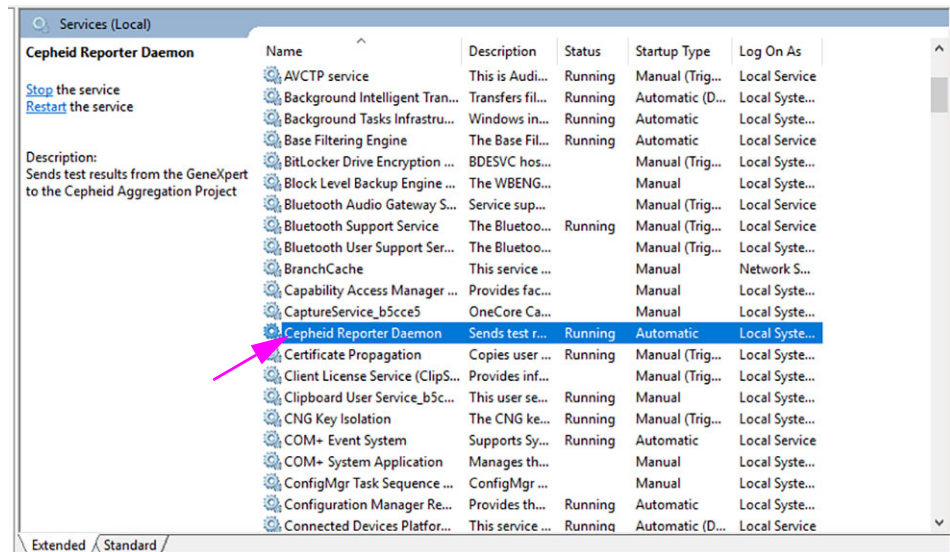 Services (Local)
Cepheid Reporter Daemon
Stop the service
Restart the service
Description:
Sends test results from the GeneXpert
to the Cepheid Aggregation Project
Name Description Status Startup Type Log On As
AVCTP service This is Audi... Running Manual (Trig... Local Service
Background Intelligent Tran... Transfers fil... Running Automatic (D... Local Syste...
Background Tasks Infrastru... Windows in... Running Automatic Local Syste...
Base Filtering Engine The Base Fil... Running Automatic Local Service
BitLocker Drive Encryption ... BDESVC hos... Manual (Trig... Local Syste...
Block Level Backup Engine ... The WBENG... Manual Local Syste...
Bluetooth Audio Gateway S... Service sup... Manual (Trig... Local Service
Bluetooth Support Service The Bluetoo... Running Manual (Trig... Local Service
Bluetooth User Support Ser... The Bluetoo... Manual (Trig... Local Syste...
BranchCache This service ... Manual Network S...
Capability Access Manager ... Provides fac... Manual Local Syste...
CaptureService_b5cce5 OneCore Ca... Manual Local Syste...
Cepheid Reporter Daemon Sends test r... Running Automatic Local Syste...
Certificate Propagation Copies user ... Running Manual (Trig... Local Syste...
Client License Service (ClipS... Provides inf... Manual (Trig... Local Syste...
Clipboard User Service_b5c... This user se... Running Manual Local Syste...
CNG Key Isolation The CNG ke... Running Manual (Trig... Local Syste...
COM+ Event System Supports Sy... Running Automatic Local Service
COM+ System Application Manages th... Manual Local Syste...
ConfigMgr Task Sequence ... ConfigMgr ... Manual Local Syste...
Configuration Manager Re... Provides th... Running Automatic Local Syste...
Connected Devices Platfor... This service ... Running Automatic (D... Local Service
Extended Standard